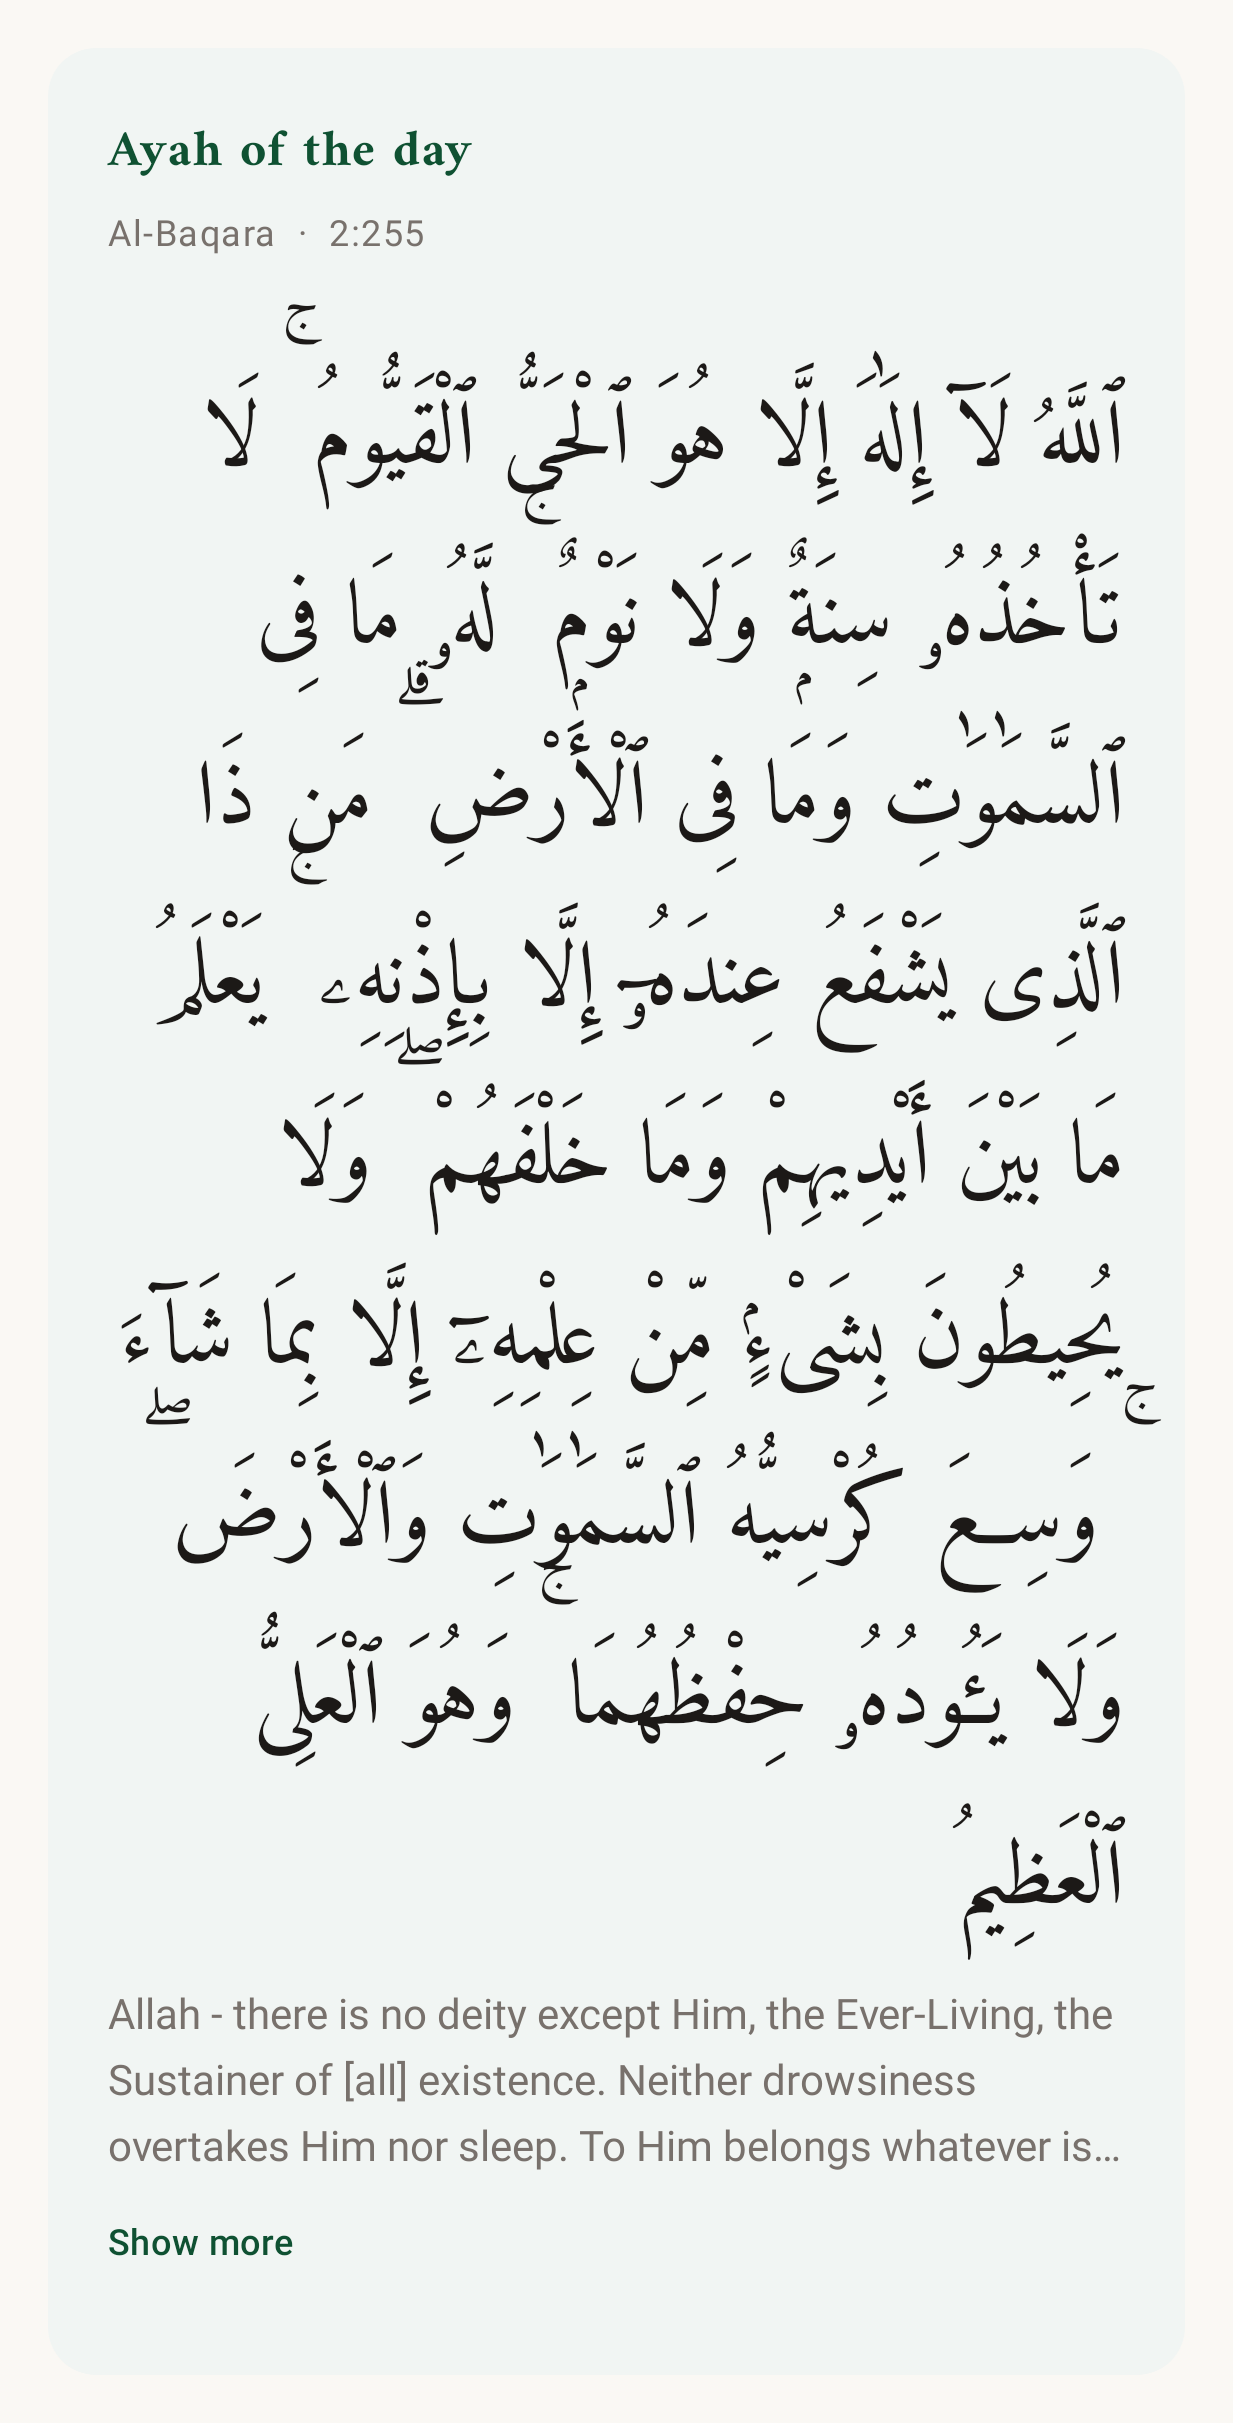 Ayah of the day
Al-Baqara · 2:255
ٱللَّهُ لَآ إِلَٰهَ إِلَّا هُوَ ٱلْحَىُّ ٱلْقَيُّومُ ۚ لَا
تَأْخُذُهُۥ سِنَةٌۭ وَلَا نَوْمٌۭ ۚ لَّهُۥ مَا فِى
ٱلسَّمَٰوَٰتِ وَمَا فِى ٱلْأَرْضِ ۗ مَن ذَا
ٱلَّذِى يَشْفَعُ عِندَهُۥٓ إِلَّا بِإِذْنِهِۦ ۚ يَعْلَمُ
مَا بَيْنَ أَيْدِيهِمْ وَمَا خَلْفَهُمْ ۖ وَلَا
يُحِيطُونَ بِشَىْءٍۢ مِّنْ عِلْمِهِۦٓ إِلَّا بِمَا شَآءَ
ۚ وَسِعَ كُرْسِيُّهُ ٱلسَّمَٰوَٰتِ وَٱلْأَرْضَ ۖ
وَلَا يَـُٔودُهُۥ حِفْظُهُمَا ۚ وَهُوَ ٱلْعَلِىُّ
ٱلْعَظِيمُ
Allah - there is no deity except Him, the Ever-Living, the
Sustainer of [all] existence. Neither drowsiness
overtakes Him nor sleep. To Him belongs whatever is…
Show more